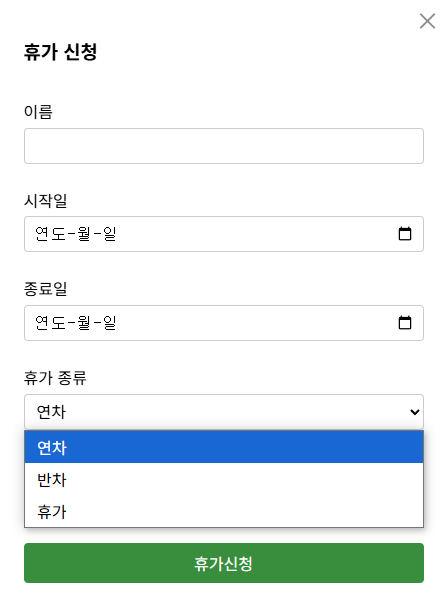 휴가 신청
이름
시작일
연도-월-일
종료일
연도-월-일
휴가 종류
연차
연차
반차
휴가
휴가신청